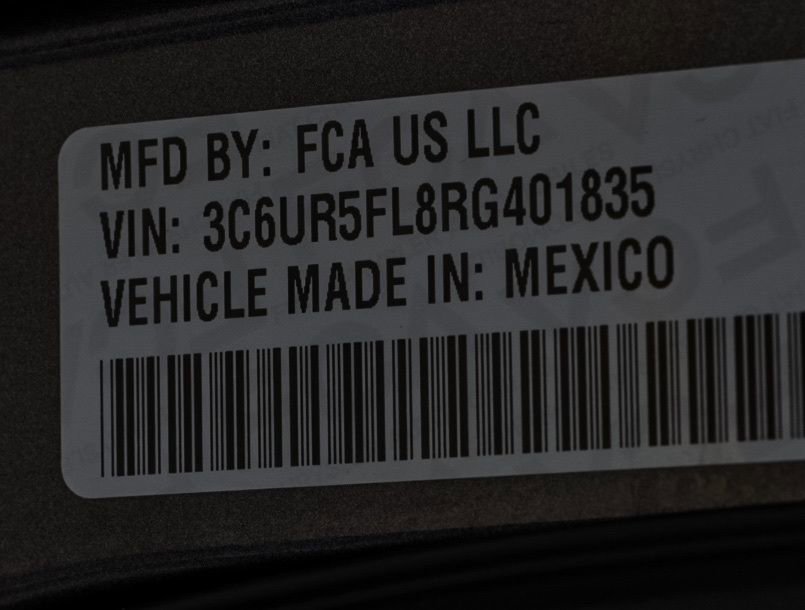 MFD BY: FCA US LLC
VIN: 3C6UR5FL8RG401835
VEHICLE MADE IN: MEXICO